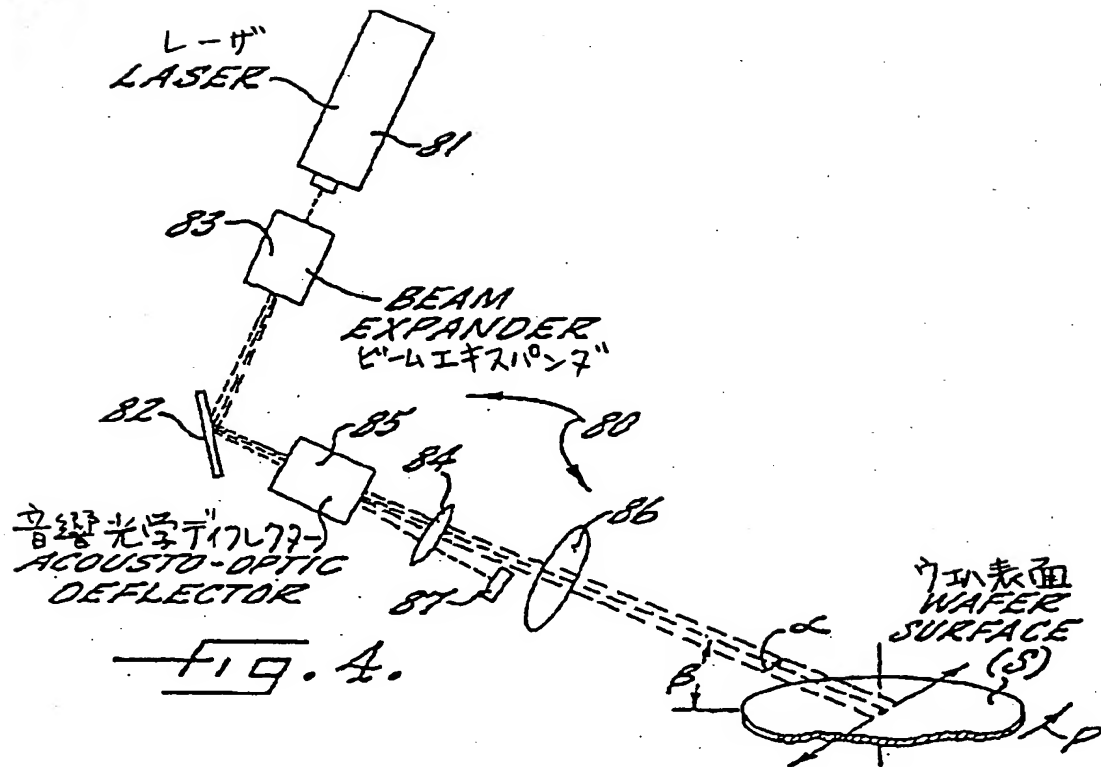 レーザ
LASER
81
83
BEAM
EXPANDER
ビームエキスパンダ
82
85
84
80
86
音響光学ディフレクター
ACOUSTO-OPTIC
DEFLECTOR
87
ウエハ表面
WAFER
SURFACE
(S)
α
β
P
Fig. 4.